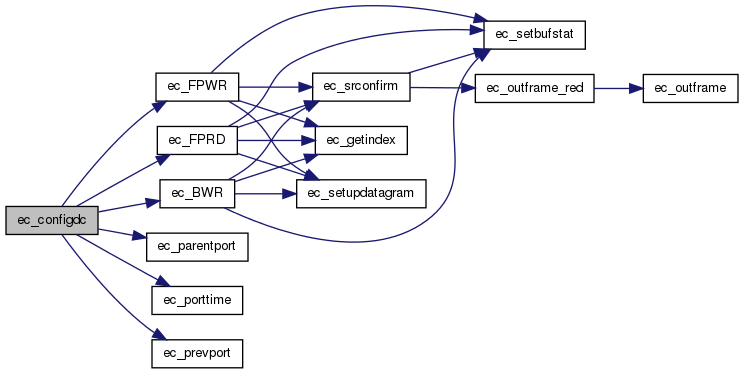 ec_configdc
ec_FPWR
ec_FPRD
ec_BWR
ec_parentport
ec_porttime
ec_prevport
ec_srconfirm
ec_getindex
ec_setupdatagram
ec_setbufstat
ec_outframe_red
ec_outframe